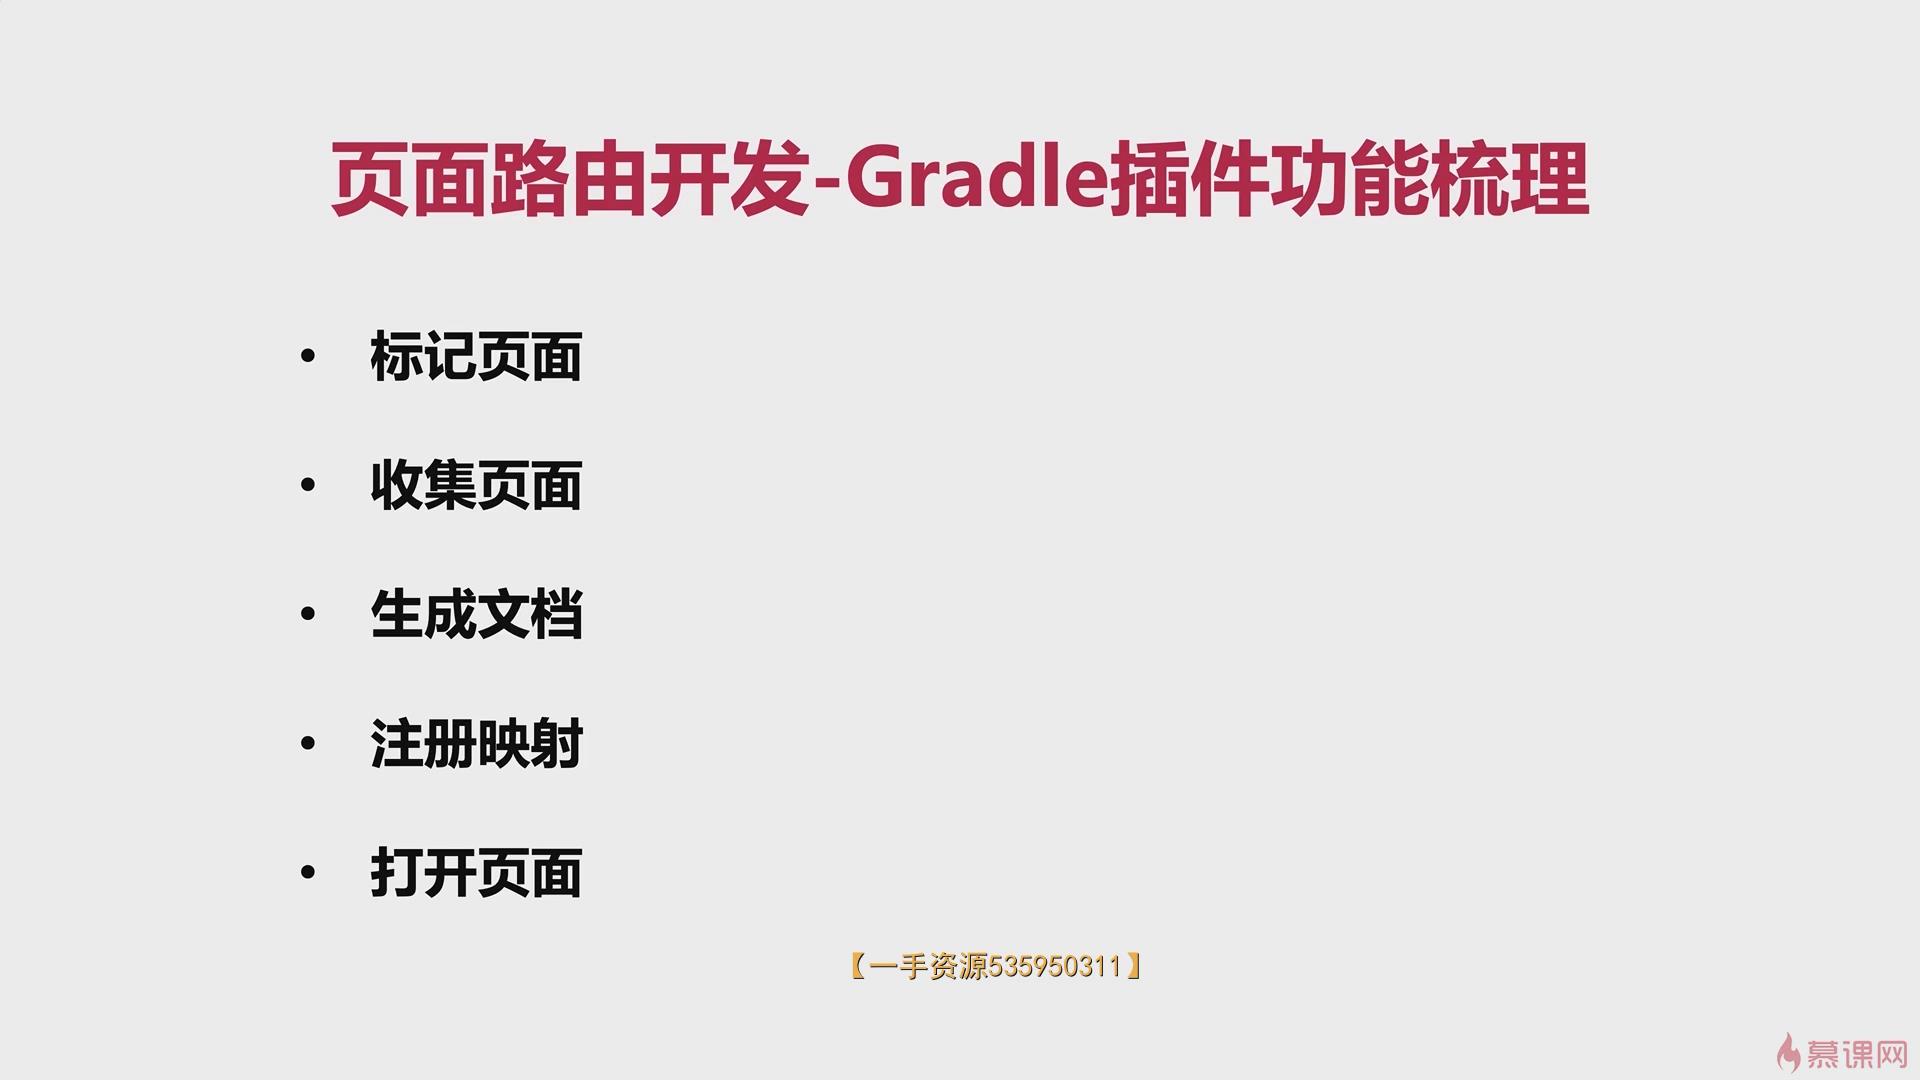 页面路由开发-Gradle插件功能梳理
• 标记页面
• 收集页面
• 生成文档
• 注册映射
• 打开页面
【一手资源535950311】
慕课网